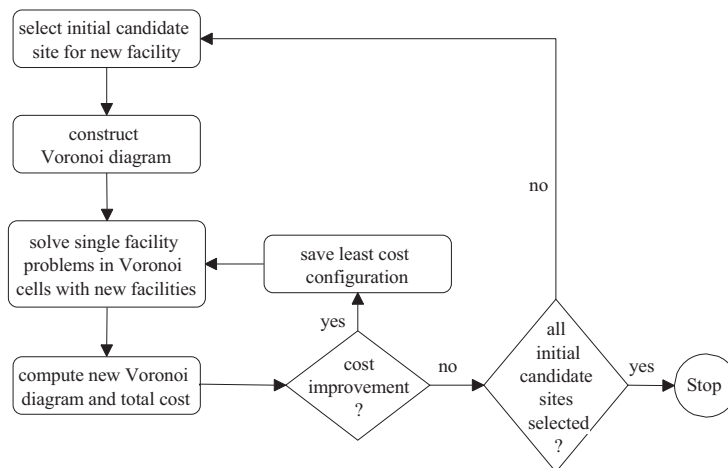 select initial candidate
site for new facility
construct
Voronoi diagram
no
solve single facility
problems in Voronoi
cells with new facilities
save least cost
configuration
yes
compute new Voronoi
diagram and total cost
cost
improvement
?
no
all
initial
candidate
sites
selected
?
yes
Stop